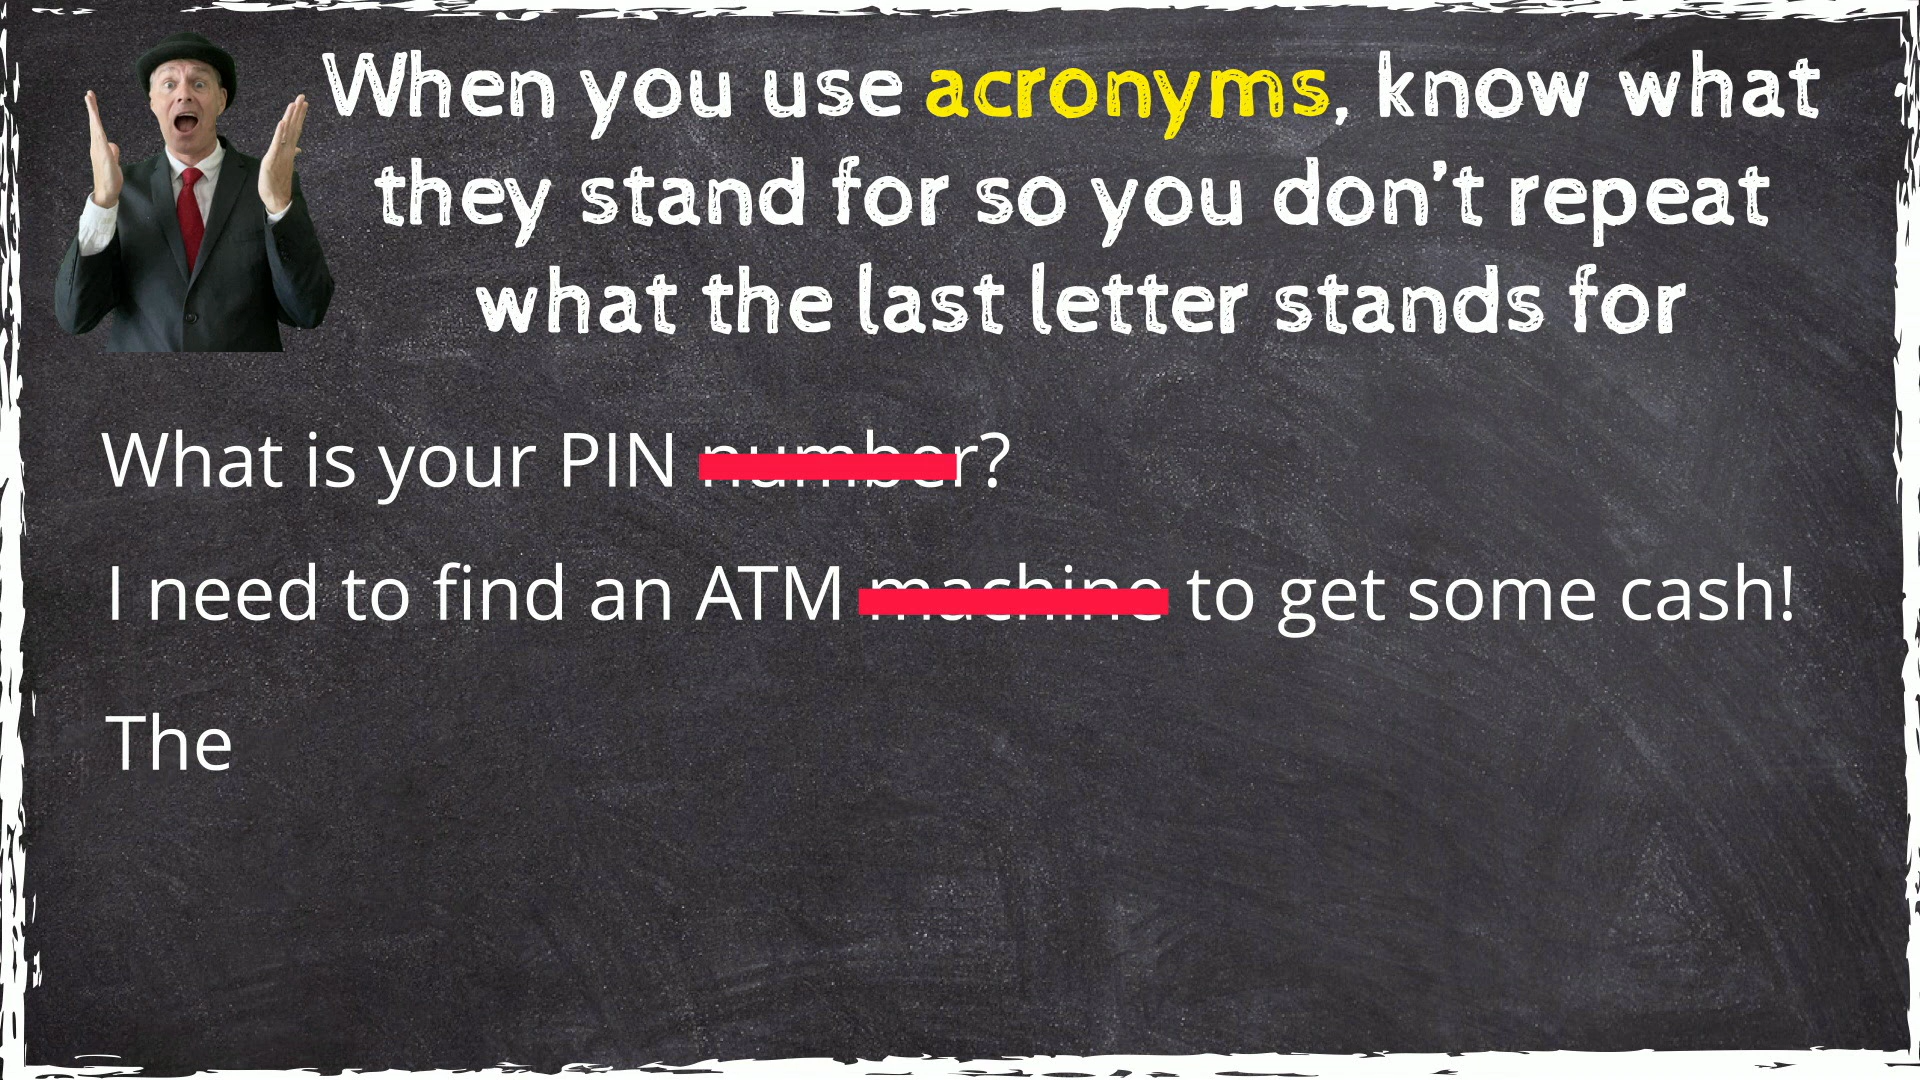 When you use acronyms, know what
they stand for so you don't repeat
what the last letter stands for
What is your PIN number?
I need to find an ATM machine to get some cash!
The